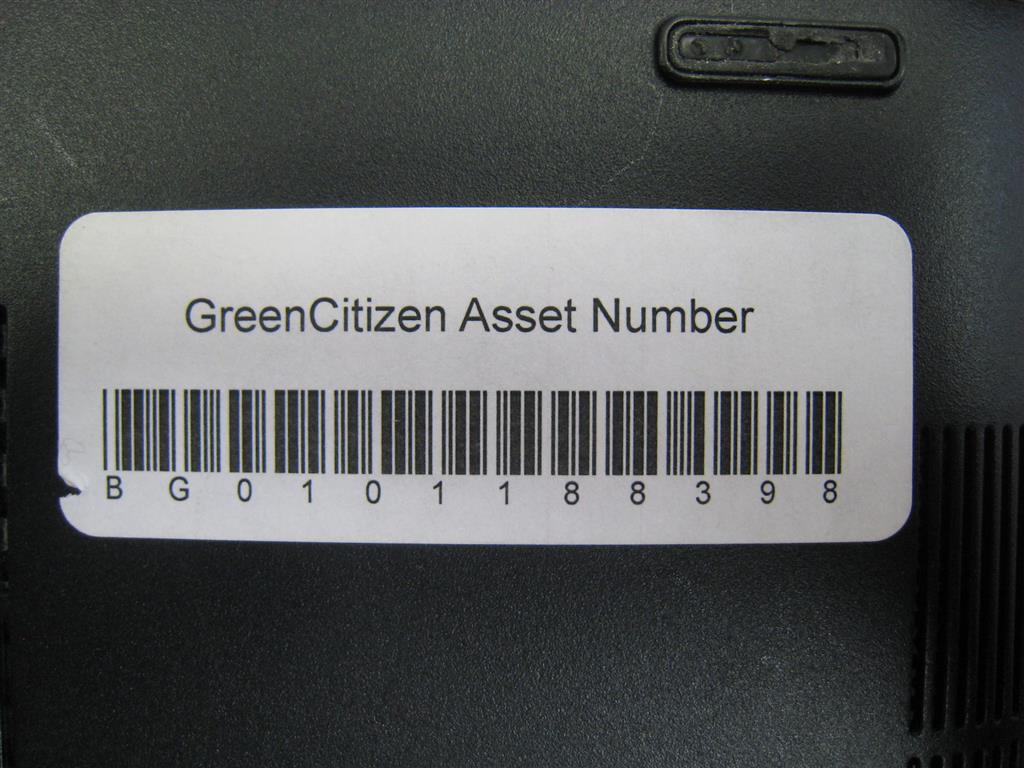 GreenCitizen Asset Number
B G 0 1 0 1 1 8 8 3 9 8